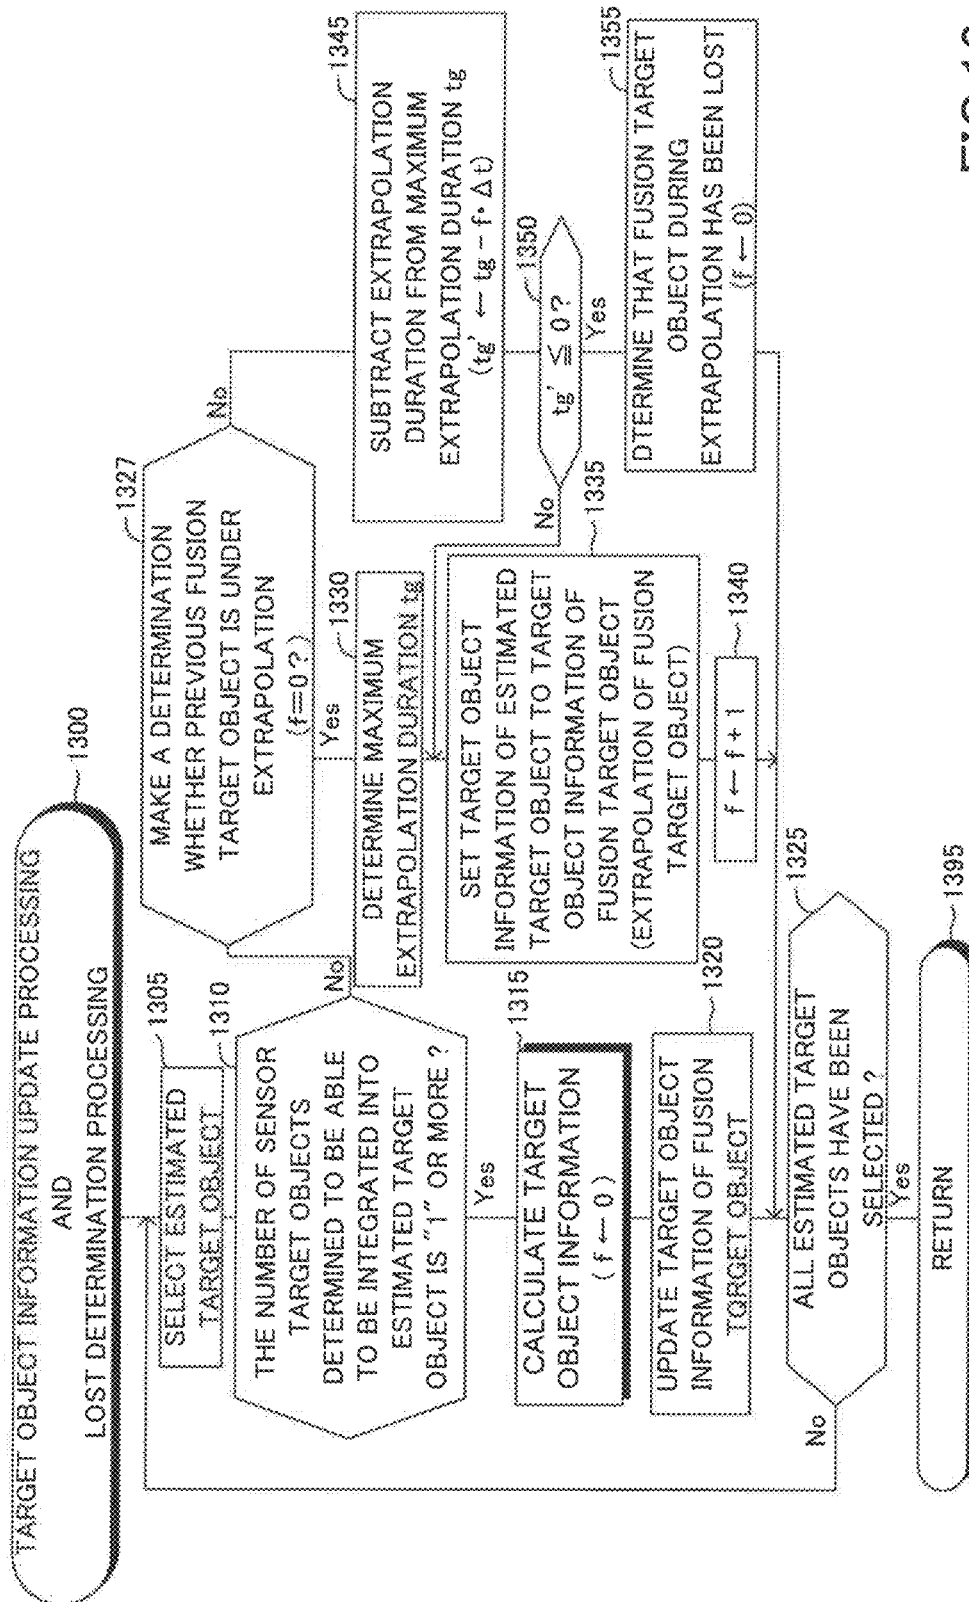 TARGET OBJECT INFORMATION UPDATE PROCESSING
AND
LOST DETERMINATION PROCESSING
1300
1305
SELECT ESTIMATED
TARGET OBJECT
1310
THE NUMBER OF SENSOR
TARGET OBJECTS
DETERMINED TO BE ABLE
TO BE INTEGRATED INTO
ESTIMATED TARGET
OBJECT IS "1" OR MORE ?
No
Yes
1315
CALCULATE TARGET
OBJECT INFORMATION
( f ← 0 )
1320
UPDATE TARGET OBJECT
INFORMATION OF FUSION
TQRGET OBJECT
1325
ALL ESTIMATED TARGET
OBJECTS HAVE BEEN
SELECTED ?
No
Yes
1395
RETURN
1327
MAKE A DETERMINATION
WHETHER PREVIOUS FUSION
TARGET OBJECT IS UNDER
EXTRAPOLATION
(f=0?)
No
Yes
1330
DETERMINE MAXIMUM
EXTRAPOLATION DURATION tg
1335
SET TARGET OBJECT
INFORMATION OF ESTIMATED
TARGET OBJECT TO TARGET
OBJECT INFORMATION OF
FUSION TARGET OBJECT
(EXTRAPOLATION OF FUSION
TARGET OBJECT)
1340
f ← f + 1
1345
SUBTRACT EXTRAPOLATION
DURATION FROM MAXIMUM
EXTRAPOLATION DURATION tg
(tg' ← tg - f・Δt)
1350
tg' ≦ 0 ?
No
Yes
1355
DTERMINE THAT FUSION TARGET
OBJECT DURING
EXTRAPOLATION HAS BEEN LOST
(f ← 0)